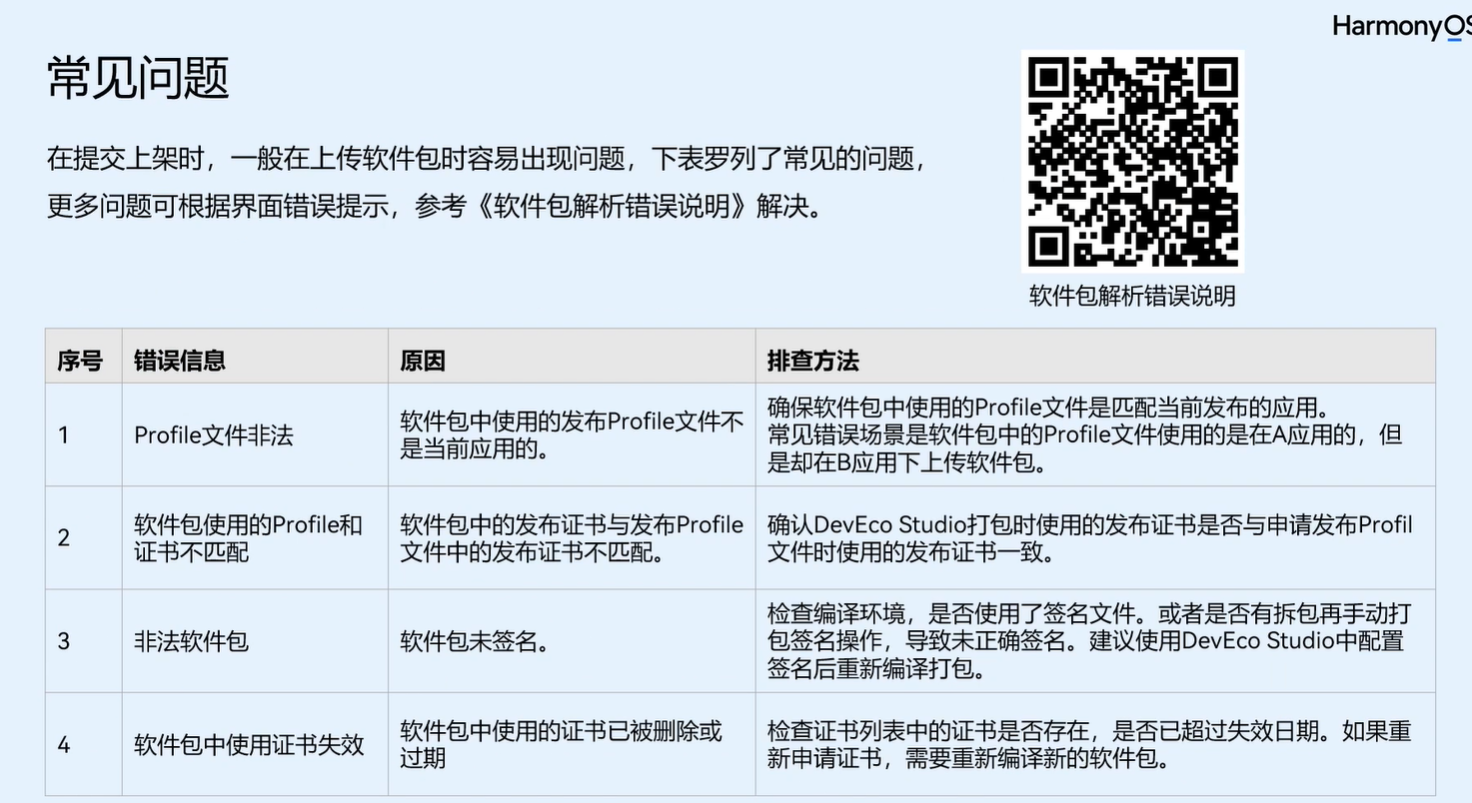 HarmonyOS
常见问题
在提交上架时，一般在上传软件包时容易出现问题，下表罗列了常见的问题，
更多问题可根据界面错误提示，参考《软件包解析错误说明》解决。
软件包解析错误说明
序号 错误信息 原因 排查方法
1 Profile文件非法
软件包中使用的发布Profile文件不
是当前应用的。
确保软件包中使用的Profile文件是匹配当前发布的应用。
常见错误场景是软件包中的Profile文件使用的是在A应用的，但
是却在B应用下上传软件包。
2
软件包使用的Profile和
证书不匹配
软件包中的发布证书与发布Profile
文件中的发布证书不匹配。
确认DevEco Studio打包时使用的发布证书是否与申请发布Profil
文件时使用的发布证书一致。
3 非法软件包 软件包未签名。
检查编译环境，是否使用了签名文件。或者是否有拆包再手动打
包签名操作，导致未正确签名。建议使用DevEco Studio中配置
签名后重新编译打包。
4 软件包中使用证书失效
软件包中使用的证书已被删除或
过期
检查证书列表中的证书是否存在，是否已超过失效日期。如果重
新申请证书，需要重新编译新的软件包。